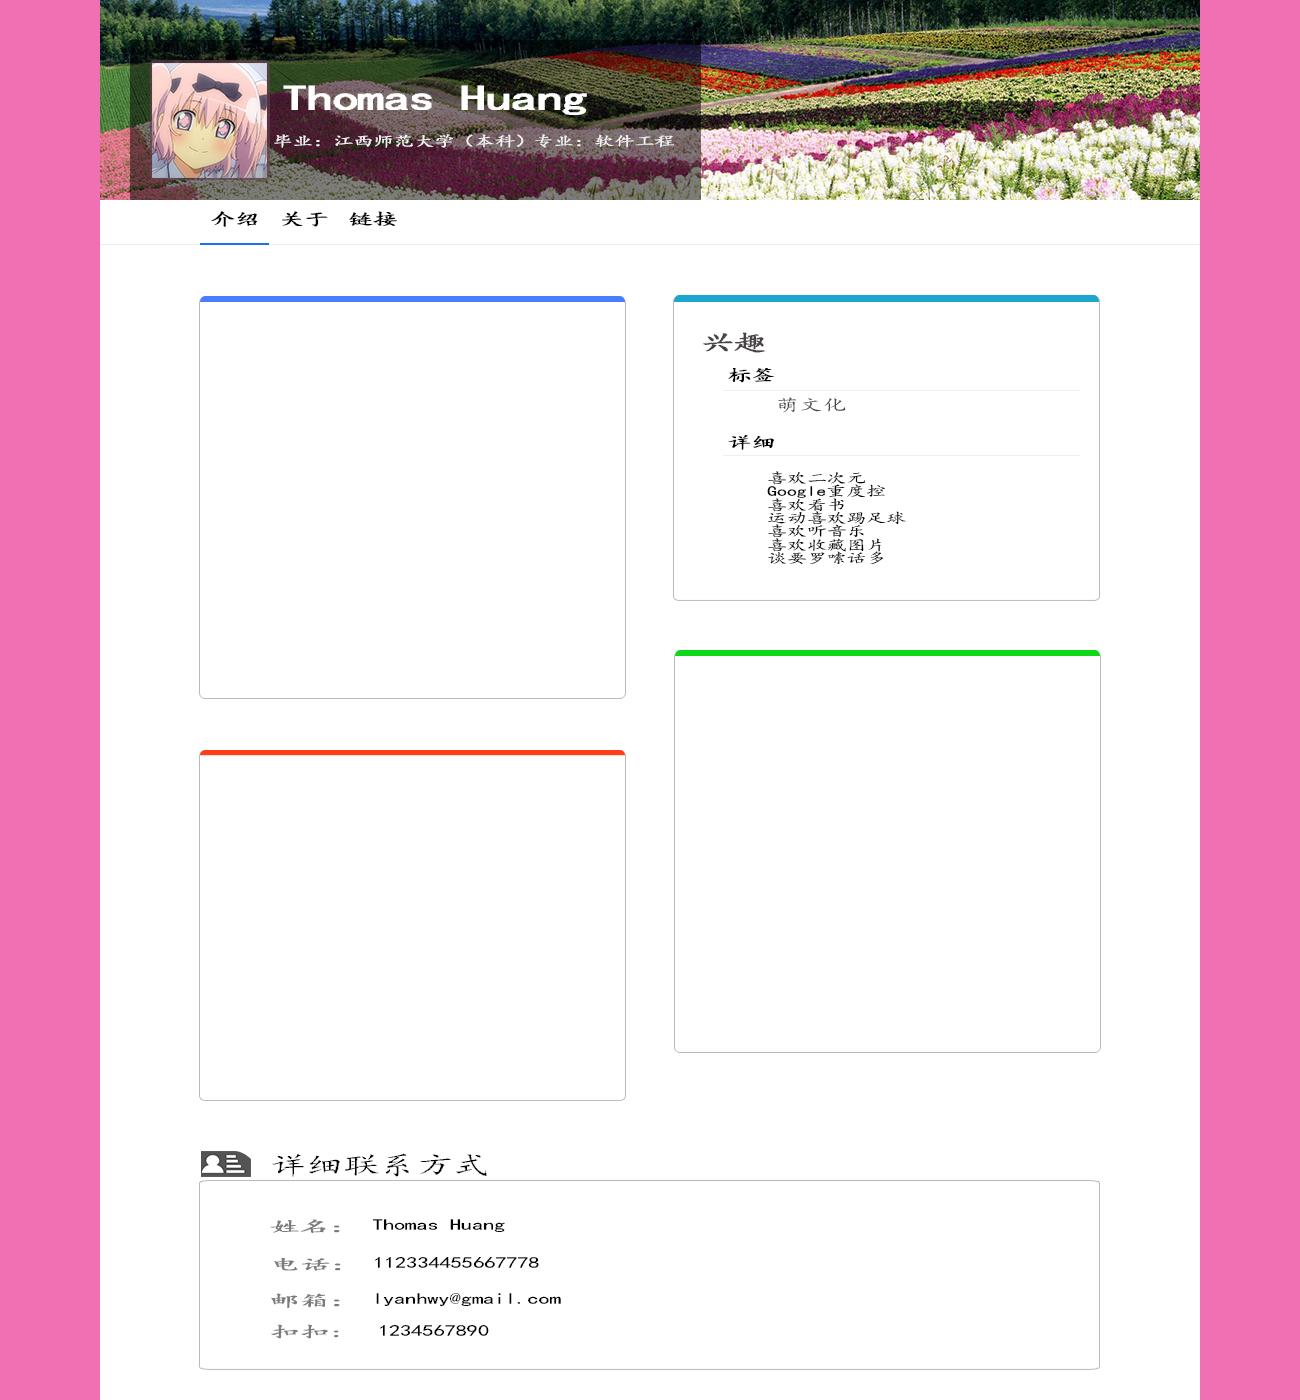 Thomas Huang
毕业：江西师范大学（本科）专业：软件工程
介绍 关于 链接
兴趣
标签
萌文化
详细
喜欢二次元
Google重度控
喜欢看书
运动喜欢踢足球
喜欢听音乐
喜欢收藏图片
谈要罗嗦话多
详细联系方式
姓名： Thomas Huang
电话： 112334455667778
邮箱： lyanhwy@gmail.com
扣扣： 1234567890